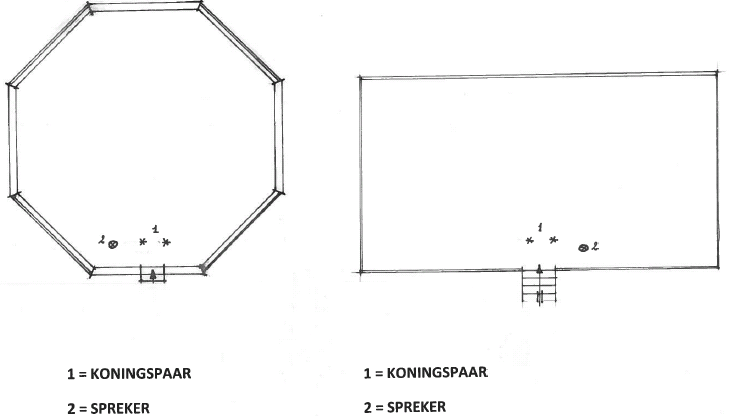 1
2
1 = KONINGSPAAR
2 = SPREKER
1
2
1 = KONINGSPAAR
2 = SPREKER